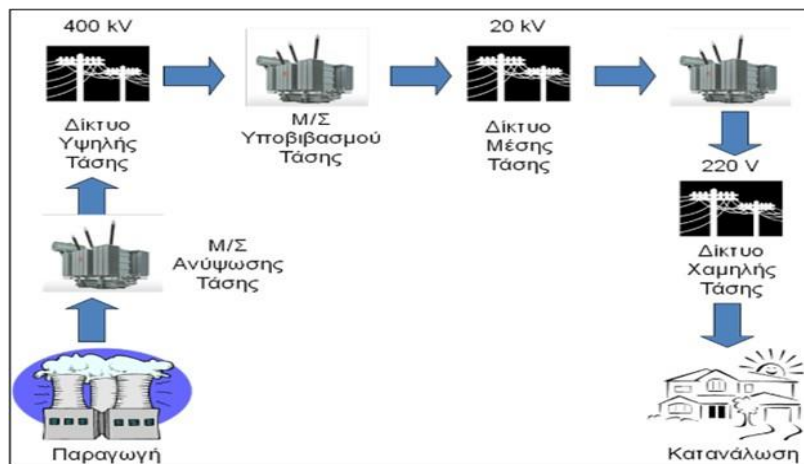 400 kV
Δίκτυο
Υψηλής
Τάσης
Μ/Σ
Υποβιβασμού
Τάσης
20 kV
Δίκτυο
Μέσης
Τάσης
220 V
Δίκτυο
Χαμηλής
Τάσης
Μ/Σ
Ανύψωσης
Τάσης
Παραγωγή
Κατανάλωση